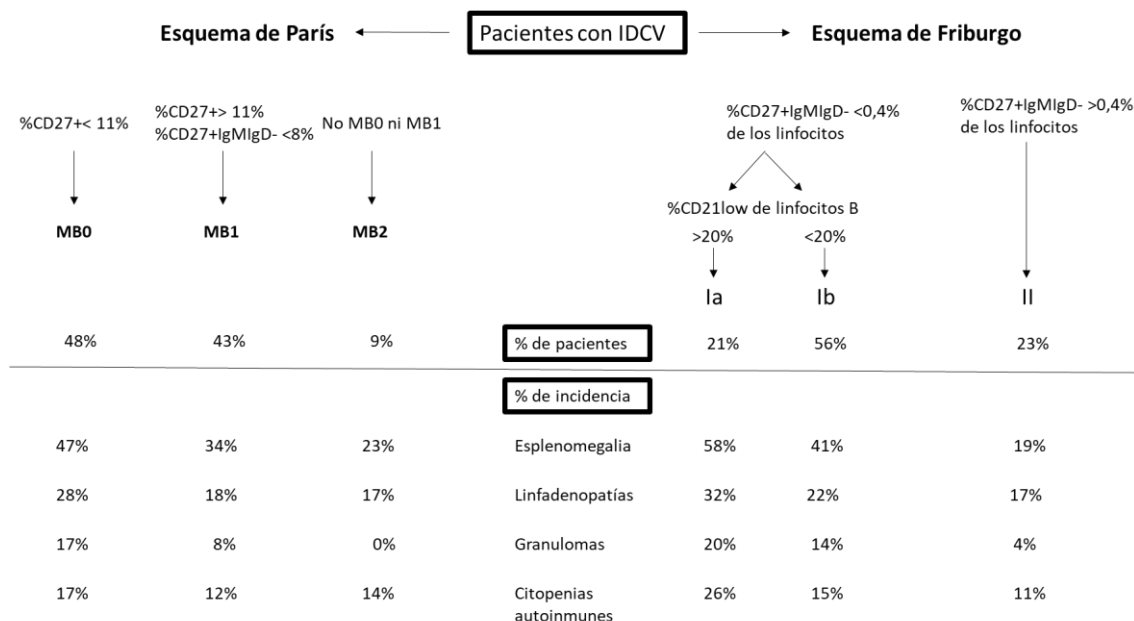 Esquema de París
Pacientes con IDCV
Esquema de Friburgo
%CD27+< 11%
%CD27+> 11%
%CD27+IgMIgD- <8%
No MB0 ni MB1
%CD27+IgMIgD- <0,4%
de los linfocitos
%CD27+IgMIgD- >0,4%
de los linfocitos
%CD21low de linfocitos B
>20% <20%
MB0 MB1 MB2
Ia Ib II
48% 43% 9% % de pacientes 21% 56% 23%
% de incidencia
47% 34% 23% Esplenomegalia 58% 41% 19%
28% 18% 17% Linfadenopatías 32% 22% 17%
17% 8% 0% Granulomas 20% 14% 4%
17% 12% 14% Citopenias 26% 15% 11%
autoinmunes